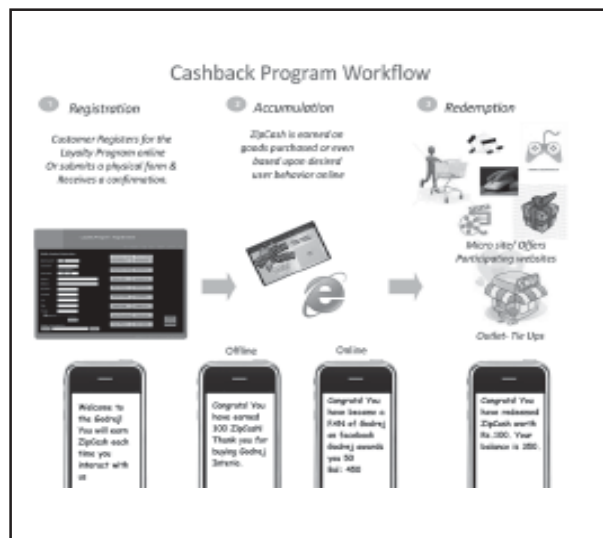 Cashback Program Workflow
1 Registration
2 Accumulation
3 Redemption
Customer Registers for the
Loyalty Program online
Or submits a physical form &
Receives a confirmation.
ZipCash is earned on
goods purchased or even
based upon desired
user behavior online
Micro site/ Offers
Participating websites
Outlet- Tie Ups
Offline
Online
Welcome to
the Godrej!
You will earn
ZipCash each
time you
interact with
us
Congrats! You
have earned
100 ZipCash!
Thank you for
buying Godrej
Interio.
Congrats! You
have become a
FAN of Godrej
on facebook
Godrej awards
you 50
Bal: 450
Congrats! You
have redeemed
ZipCash worth
Rs.100. Your
balance is 350.